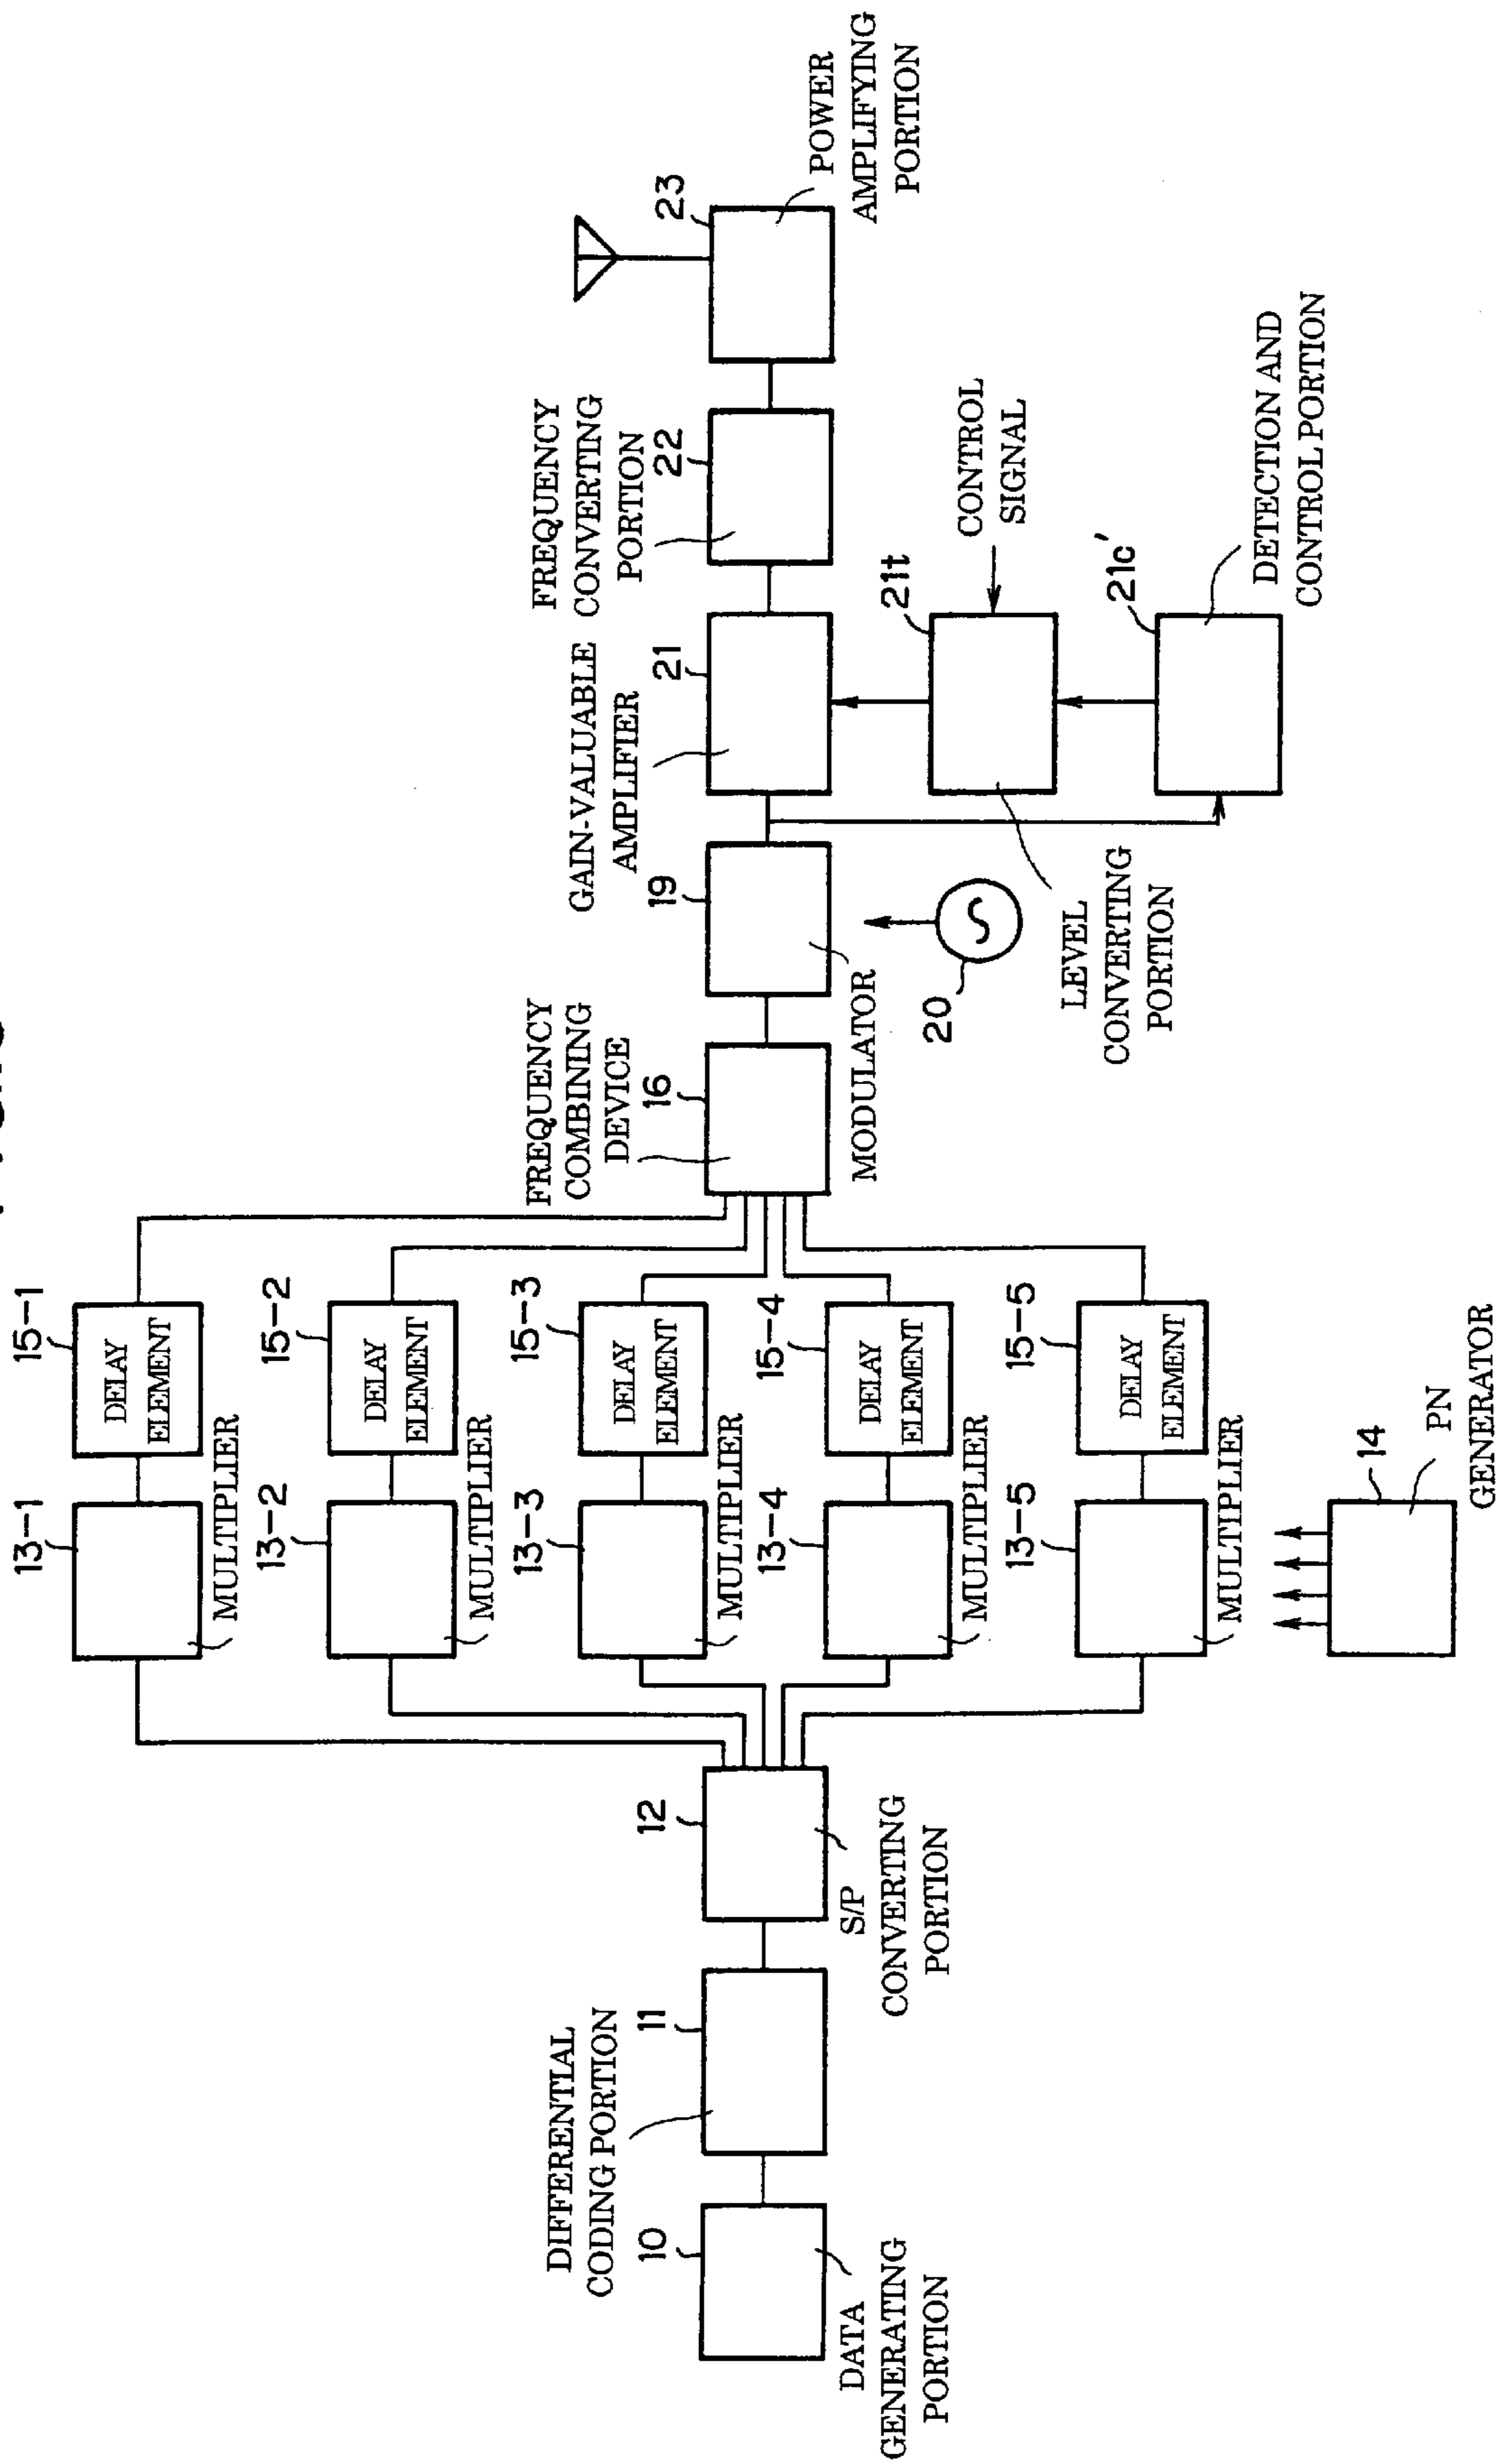 15-1
DELAY
ELEMENT
13-1
MULTIPLIER
15-2
DELAY
ELEMENT
13-2
MULTIPLIER
15-3
DELAY
ELEMENT
13-3
MULTIPLIER
15-4
DELAY
ELEMENT
13-4
MULTIPLIER
15-5
DELAY
ELEMENT
13-5
MULTIPLIER
14
PN
GENERATOR
DIFFERENTIAL
CODING PORTION
10
11
12
DATA
GENERATING
PORTION
S/P
CONVERTING
PORTION
FREQUENCY
COMBINING
DEVICE
16
MODULATOR
19
20
GAIN-VALUABLE
AMPLIFIER
21
FREQUENCY
CONVERTING
PORTION
22
23
POWER
AMPLIFYING
PORTION
21t
CONTROL
SIGNAL
LEVEL
CONVERTING
PORTION
21c'
DETECTION AND
CONTROL PORTION